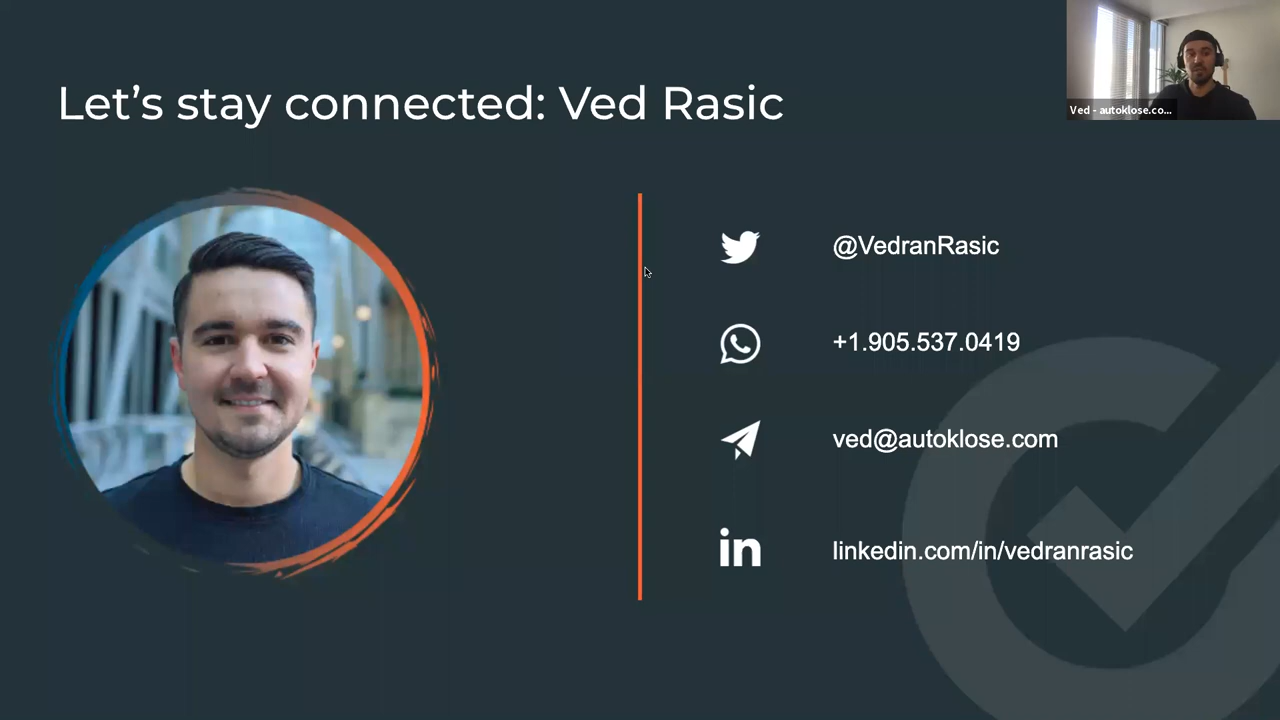 Let’s stay connected: Ved Rasic
Ved - autoklose.co...
@VedranRasic
+1.905.537.0419
ved@autoklose.com
in
linkedin.com/in/vedranrasic